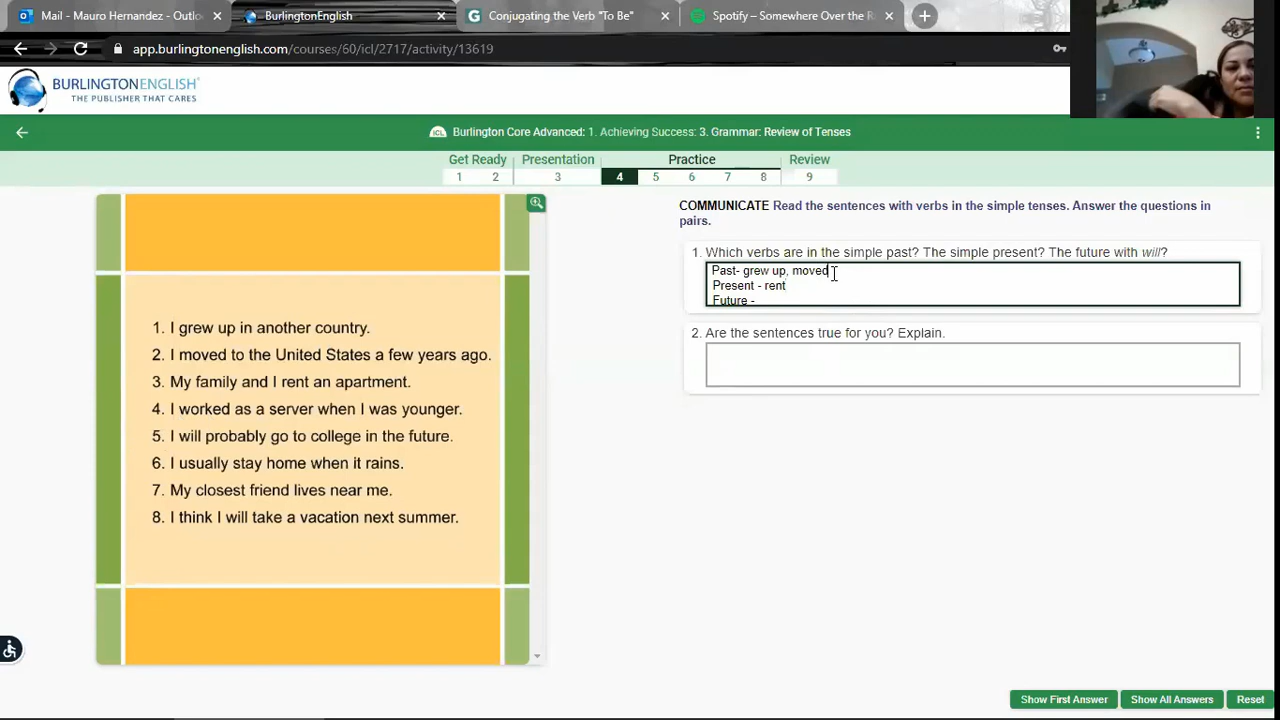 Mail - Mauro Hernandez - Outlo
BurlingtonEnglish
Conjugating the Verb "To Be"
Spotify – Somewhere Over the R
app.burlingtonenglish.com/courses/60/icl/2717/activity/13619
BURLINGTONENGLISH
THE PUBLISHER THAT CARES
ICL Burlington Core Advanced: 1. Achieving Success: 3. Grammar: Review of Tenses
Get Ready Presentation Practice Review
1 2 3 4 5 6 7 8 9
1. I grew up in another country.
2. I moved to the United States a few years ago.
3. My family and I rent an apartment.
4. I worked as a server when I was younger.
5. I will probably go to college in the future.
6. I usually stay home when it rains.
7. My closest friend lives near me.
8. I think I will take a vacation next summer.
COMMUNICATE Read the sentences with verbs in the simple tenses. Answer the questions in
pairs.
1. Which verbs are in the simple past? The simple present? The future with will?
Past- grew up, moved
Present - rent
Future -
2. Are the sentences true for you? Explain.
Show First Answer
Show All Answers
Reset